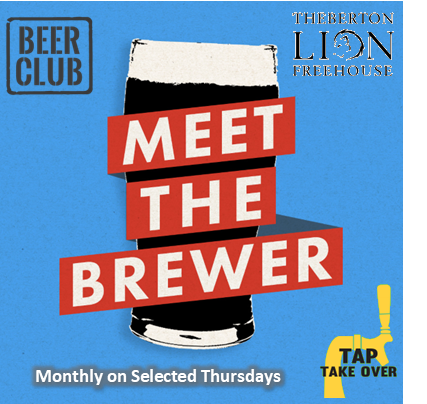 BEER
CLUB
THEBERTON
LION
FREEHOUSE
MEET
THE
BREWER
TAP
TAKE OVER
Monthly on Selected Thursdays